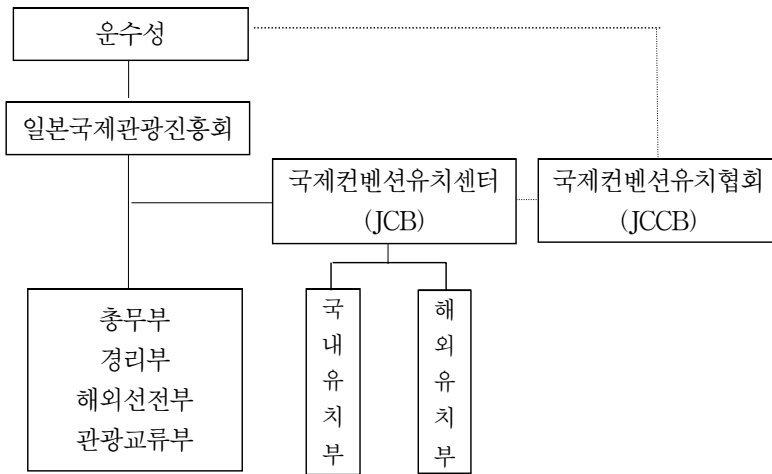 운수성
일본국제관광진흥회
국제컨벤션유치센터
(JCB)
국제컨벤션유치협회
(JCCB)
총무부
경리부
해외선전부
관광교류부
국내유치부
해외유치부